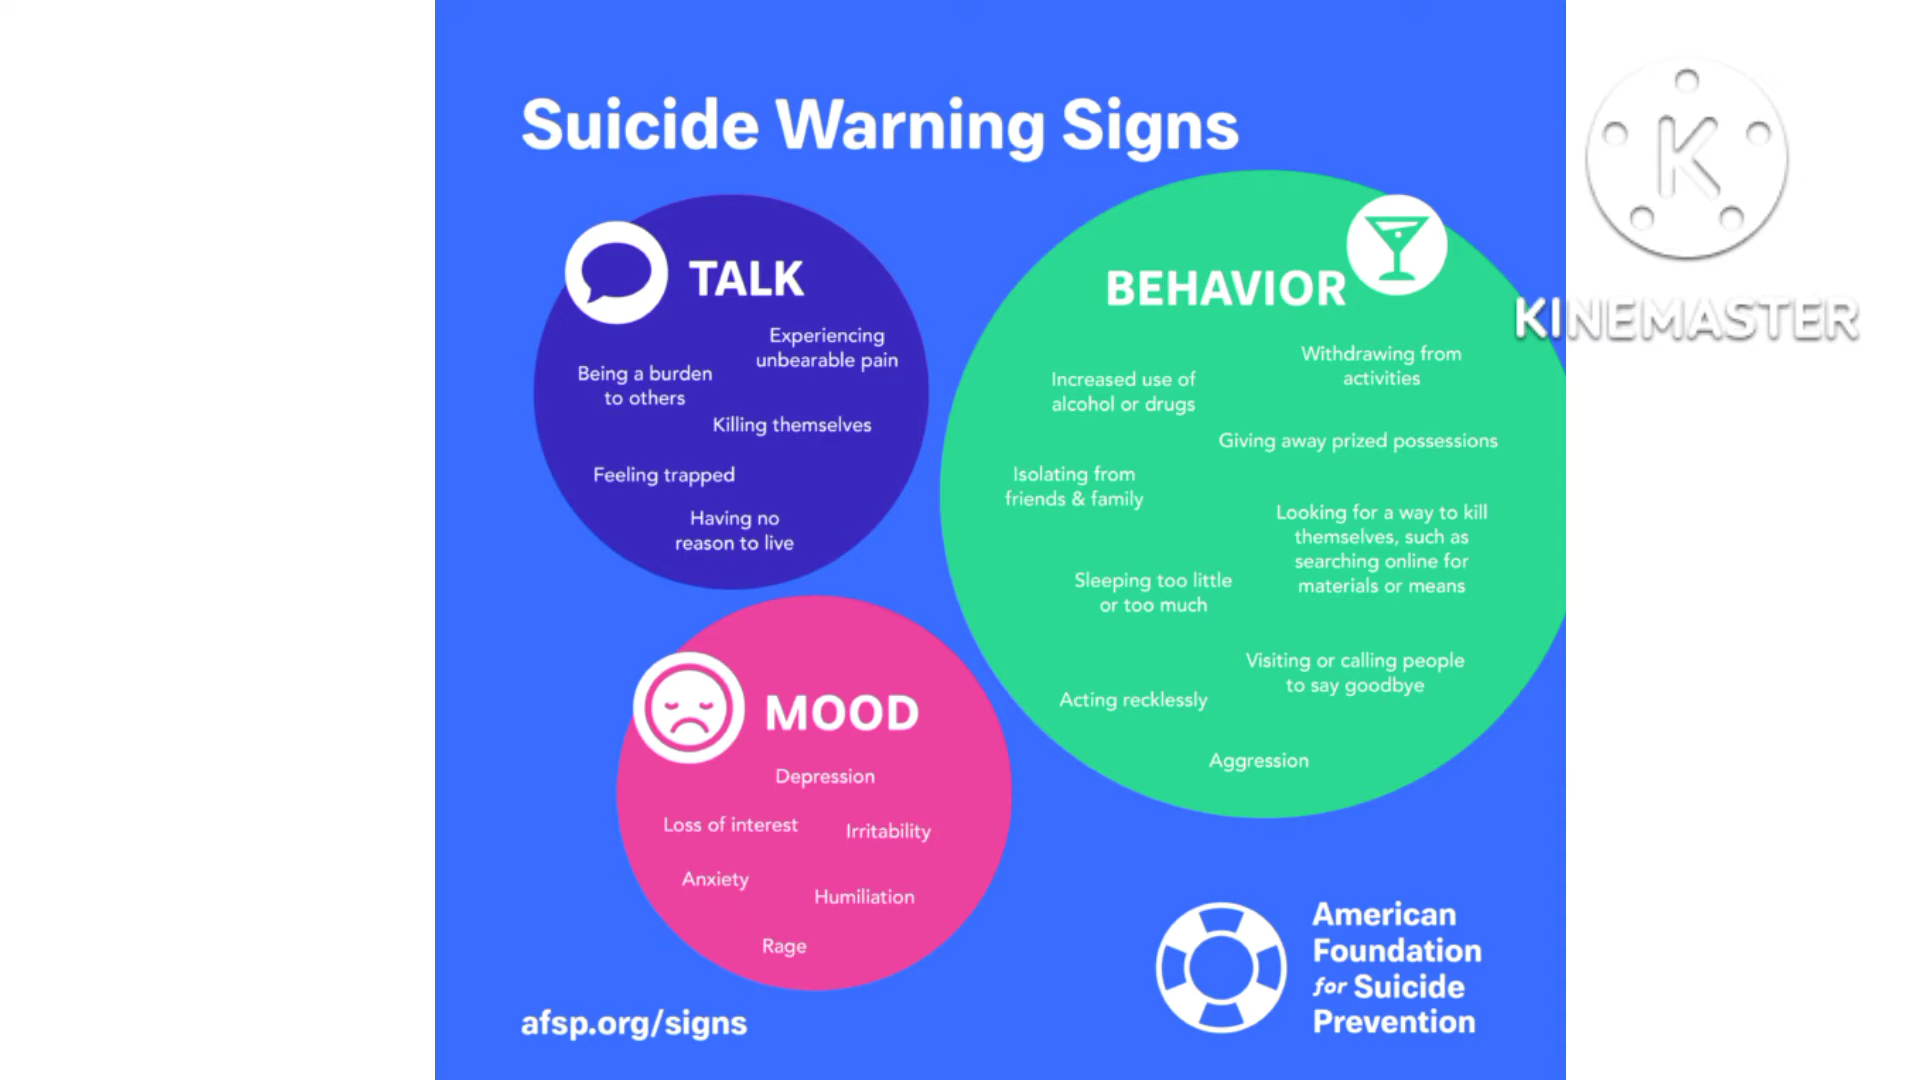 Suicide Warning Signs
TALK
Experiencing
unbearable pain
Being a burden
to others
Killing themselves
Feeling trapped
Having no
reason to live
BEHAVIOR
Withdrawing from
activities
Increased use of
alcohol or drugs
Giving away prized possessions
Isolating from
friends & family
Looking for a way to kill
themselves, such as
searching online for
materials or means
Sleeping too little
or too much
Visiting or calling people
to say goodbye
Acting recklessly
Aggression
MOOD
Depression
Loss of interest
Irritability
Anxiety
Humiliation
Rage
afsp.org/signs
American
Foundation
for Suicide
Prevention
K
KINEMASTER